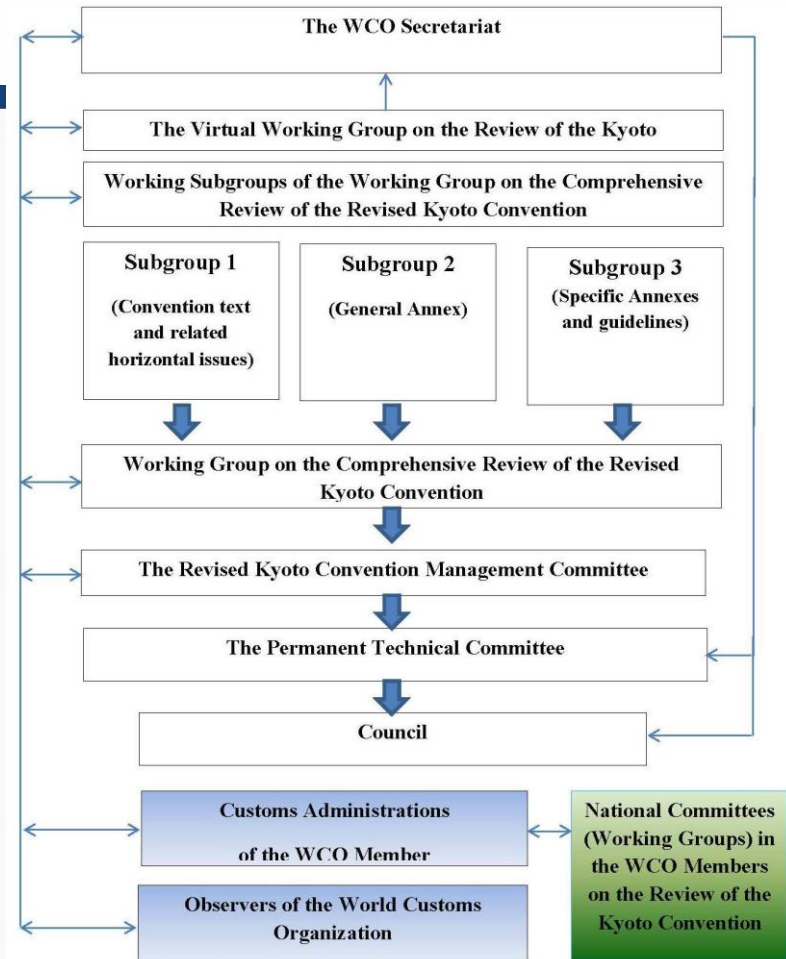 The WCO Secretariat
The Virtual Working Group on the Review of the Kyoto
Working Subgroups of the Working Group on the Comprehensive
Review of the Revised Kyoto Convention
Subgroup 1
(Convention text
and related
horizontal issues)
Subgroup 2
(General Annex)
Subgroup 3
(Specific Annexes
and guidelines)
Working Group on the Comprehensive Review of the Revised
Kyoto Convention
The Revised Kyoto Convention Management Committee
The Permanent Technical Committee
Council
Customs Administrations
of the WCO Member
National Committees
(Working Groups) in
the WCO Members
on the Review of the
Kyoto Convention
Observers of the World Customs
Organization